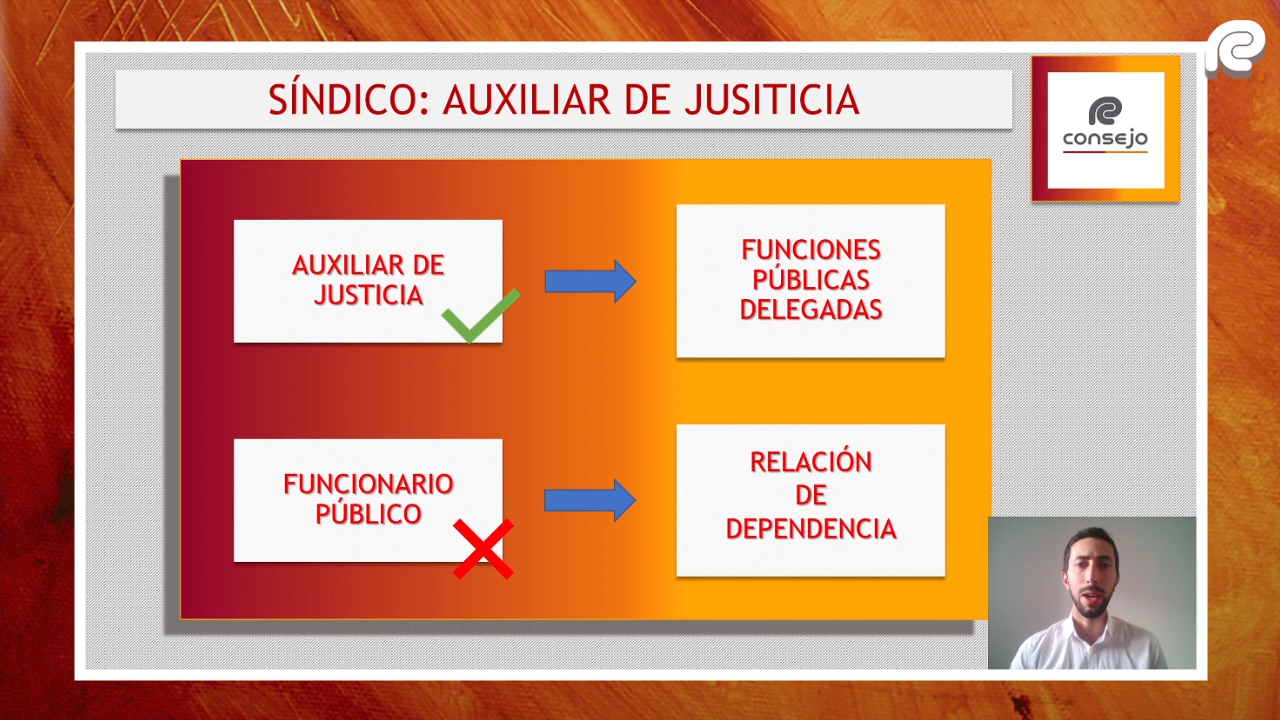 SÍNDICO: AUXILIAR DE JUSITICIA
consejo
AUXILIAR DE
JUSTICIA
FUNCIONES
PÚBLICAS
DELEGADAS
FUNCIONARIO
PÚBLICO
RELACIÓN
DE
DEPENDENCIA